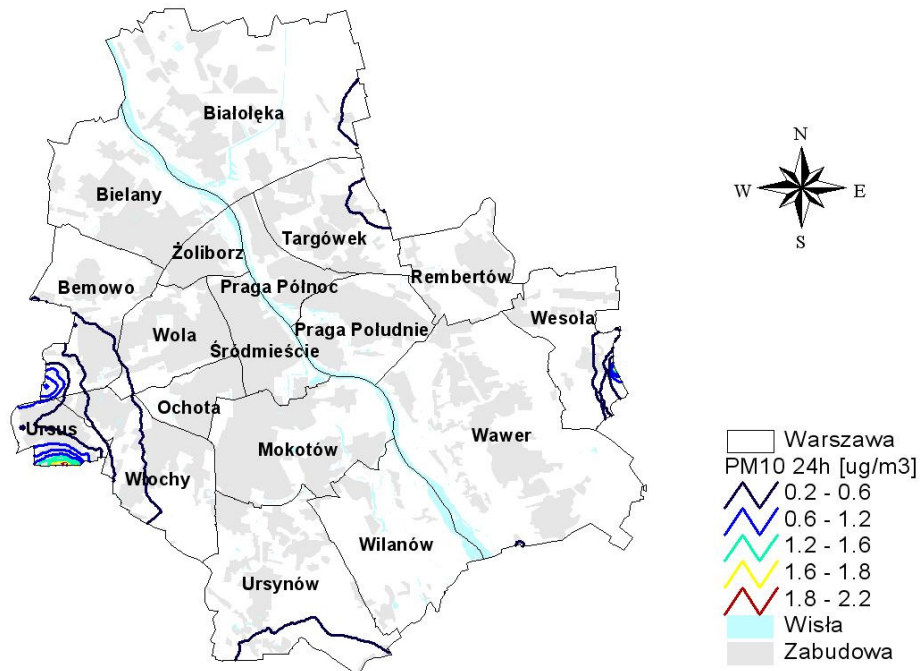 Białołęka
N
W
E
S
Bielany
Targówek
Żoliborz
Rembertów
Bemowo
Praga Północ
Wesoła
Wola
Praga Południe
Śródmieście
Ochota
Ursus
Wawer
Mokotów
Włochy
Wilanów
Ursynów
Warszawa
PM10 24h [ug/m3]
0.2 - 0.6
0.6 - 1.2
1.2 - 1.6
1.6 - 1.8
1.8 - 2.2
Wisła
Zabudowa